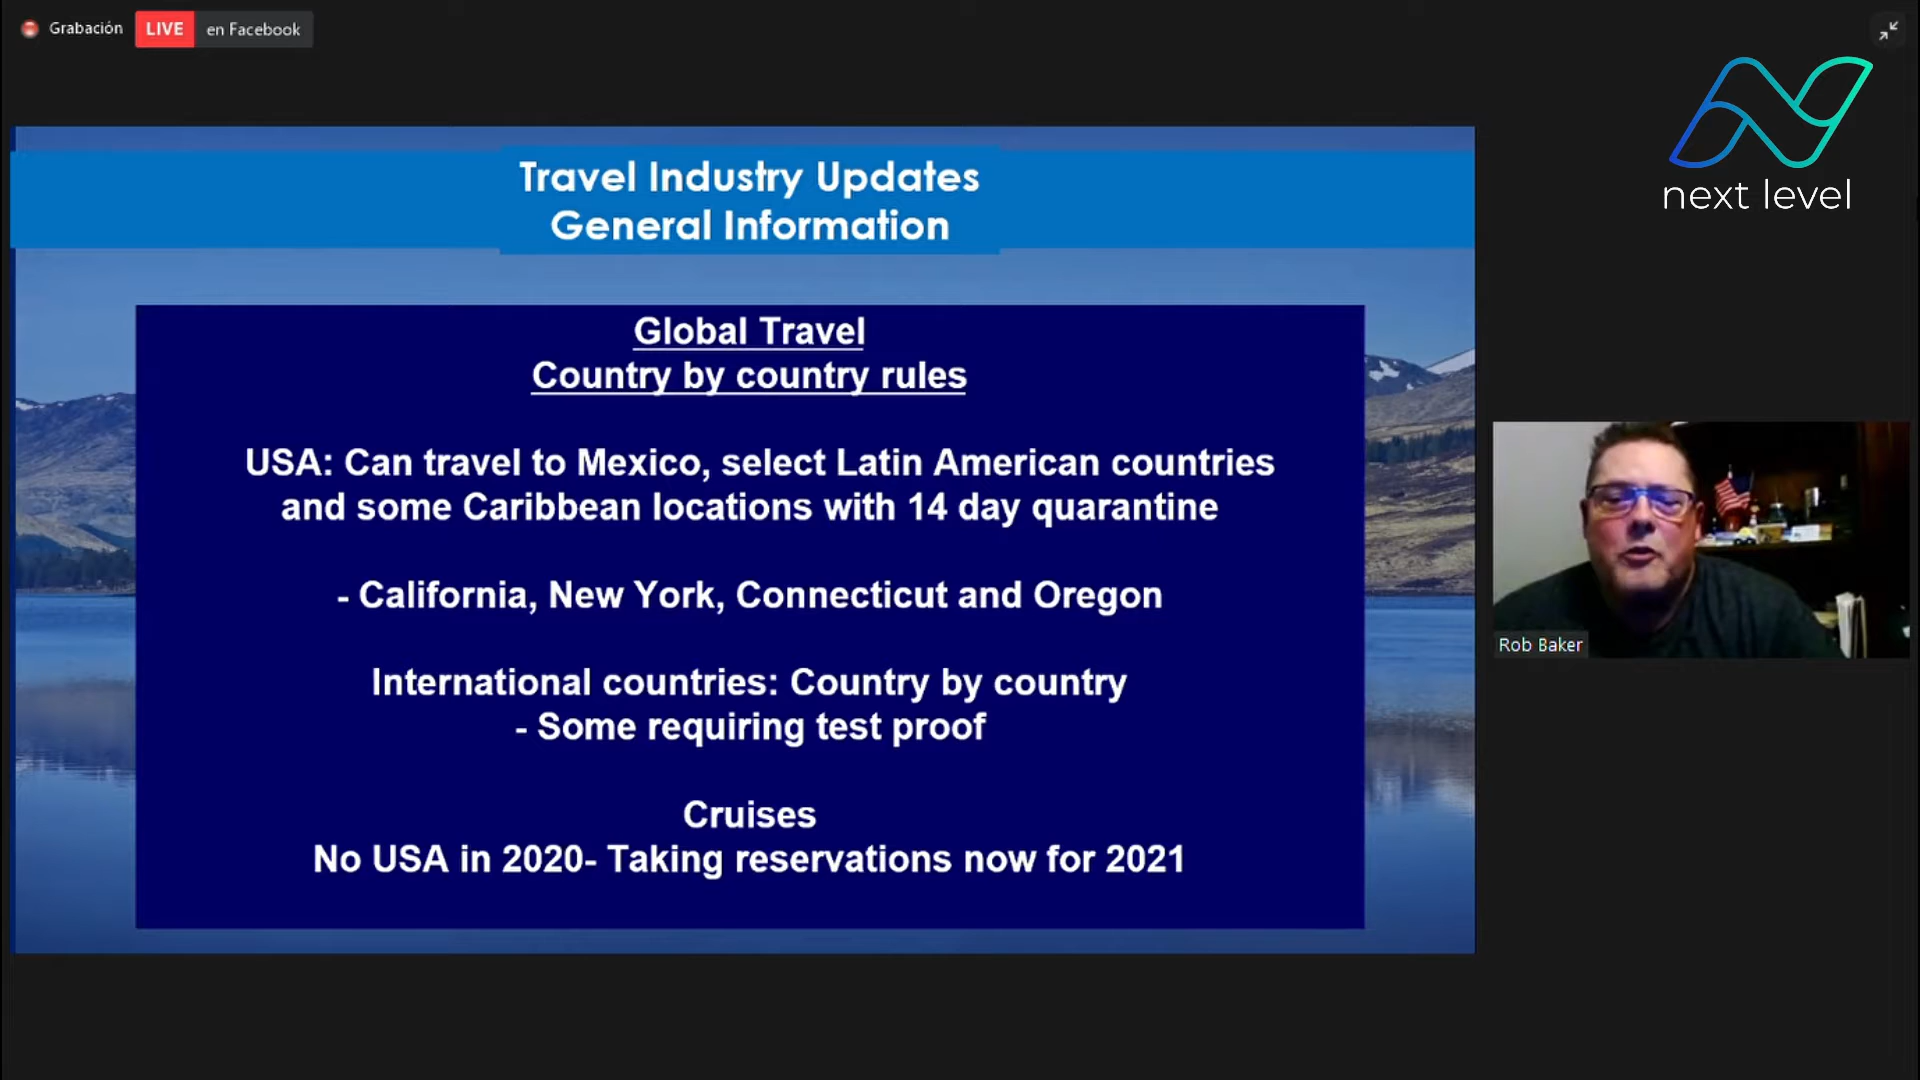 Grabación LIVE en Facebook
next level
Travel Industry Updates
General Information
Global Travel
Country by country rules
USA: Can travel to Mexico, select Latin American countries
and some Caribbean locations with 14 day quarantine
- California, New York, Connecticut and Oregon
International countries: Country by country
- Some requiring test proof
Cruises
No USA in 2020- Taking reservations now for 2021
Rob Baker